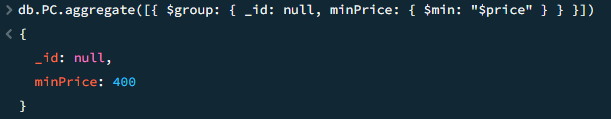 > db.PC.aggregate([{ $group: { _id: null, minPrice: { $min: "$price" } } }])
< {
_id: null,
minPrice: 400
}